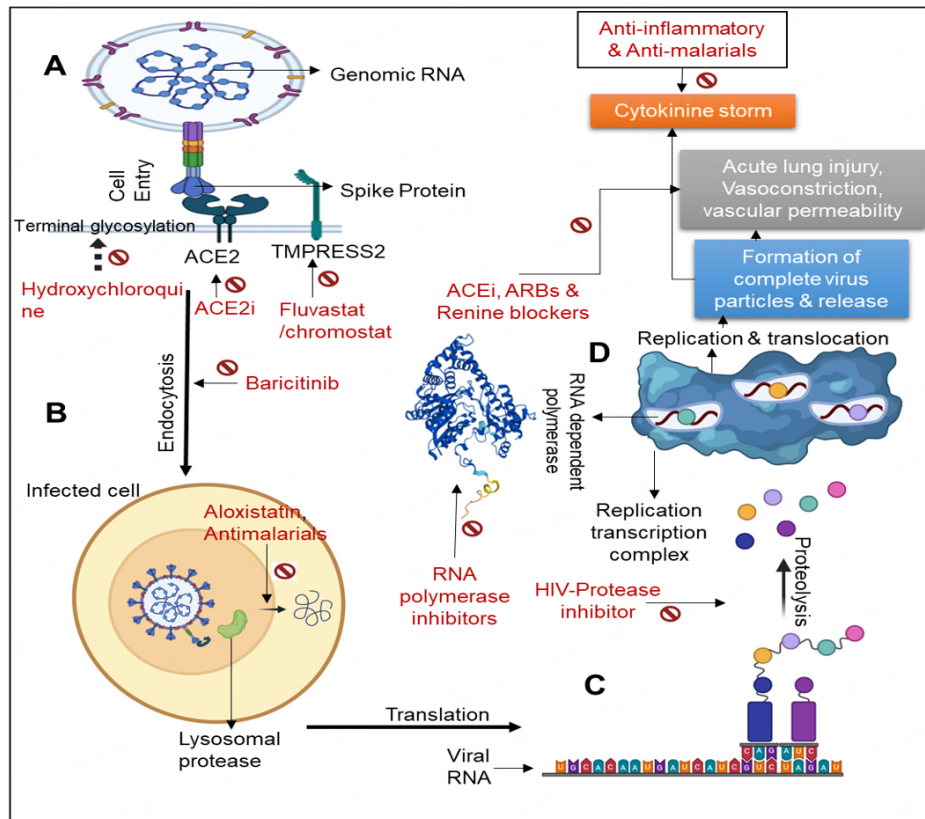 A
Genomic RNA
Cell
Entry
Spike Protein
Terminal glycosylation
ACE2
TMPRESS2
Hydroxychloroqui
ne
ACE2i
Fluvastat
/chromostat
Anti-inflammatory
& Anti-malarials
Cytokinine storm
Acute lung injury,
Vasoconstriction,
vascular permeability
Formation of
complete virus
particles & release
ACEi, ARBs &
Renine blockers
Replication & translocation
D
RNA dependent
polymerase
Replication
transcription
complex
RNA
polymerase
inhibitors
HIV-Protease
inhibitor
Proteolysis
B
Endocytosis
Baricitinib
Infected cell
Aloxistatin,
Antimalarials
Lysosomal
protease
Translation
C
Viral
RNA
C A G A U C
U G C A C A A U G A U C A U C G U C U A G A U